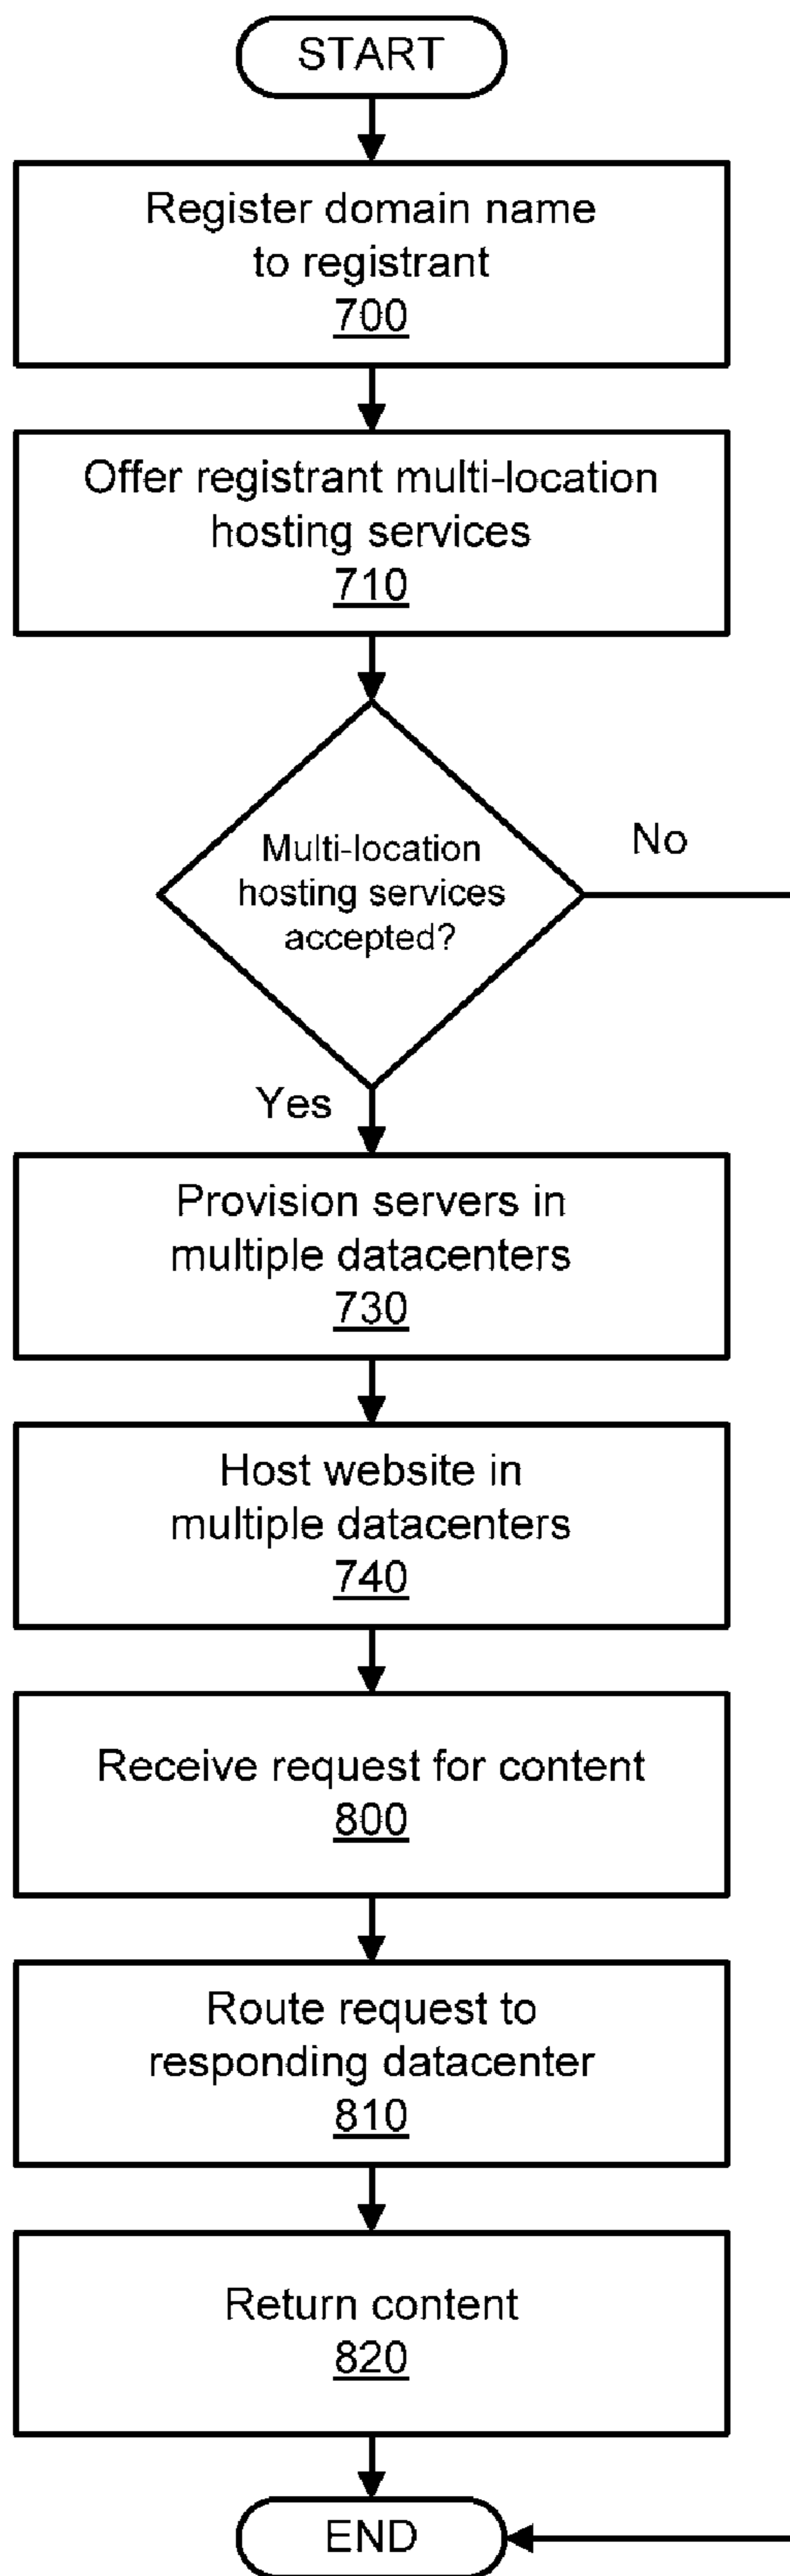 START
Register domain name
to registrant
700
Offer registrant multi-location
hosting services
710
Multi-location
hosting services
accepted?
No
Yes
Provision servers in
multiple datacenters
730
Host website in
multiple datacenters
740
Receive request for content
800
Route request to
responding datacenter
810
Return content
820
END